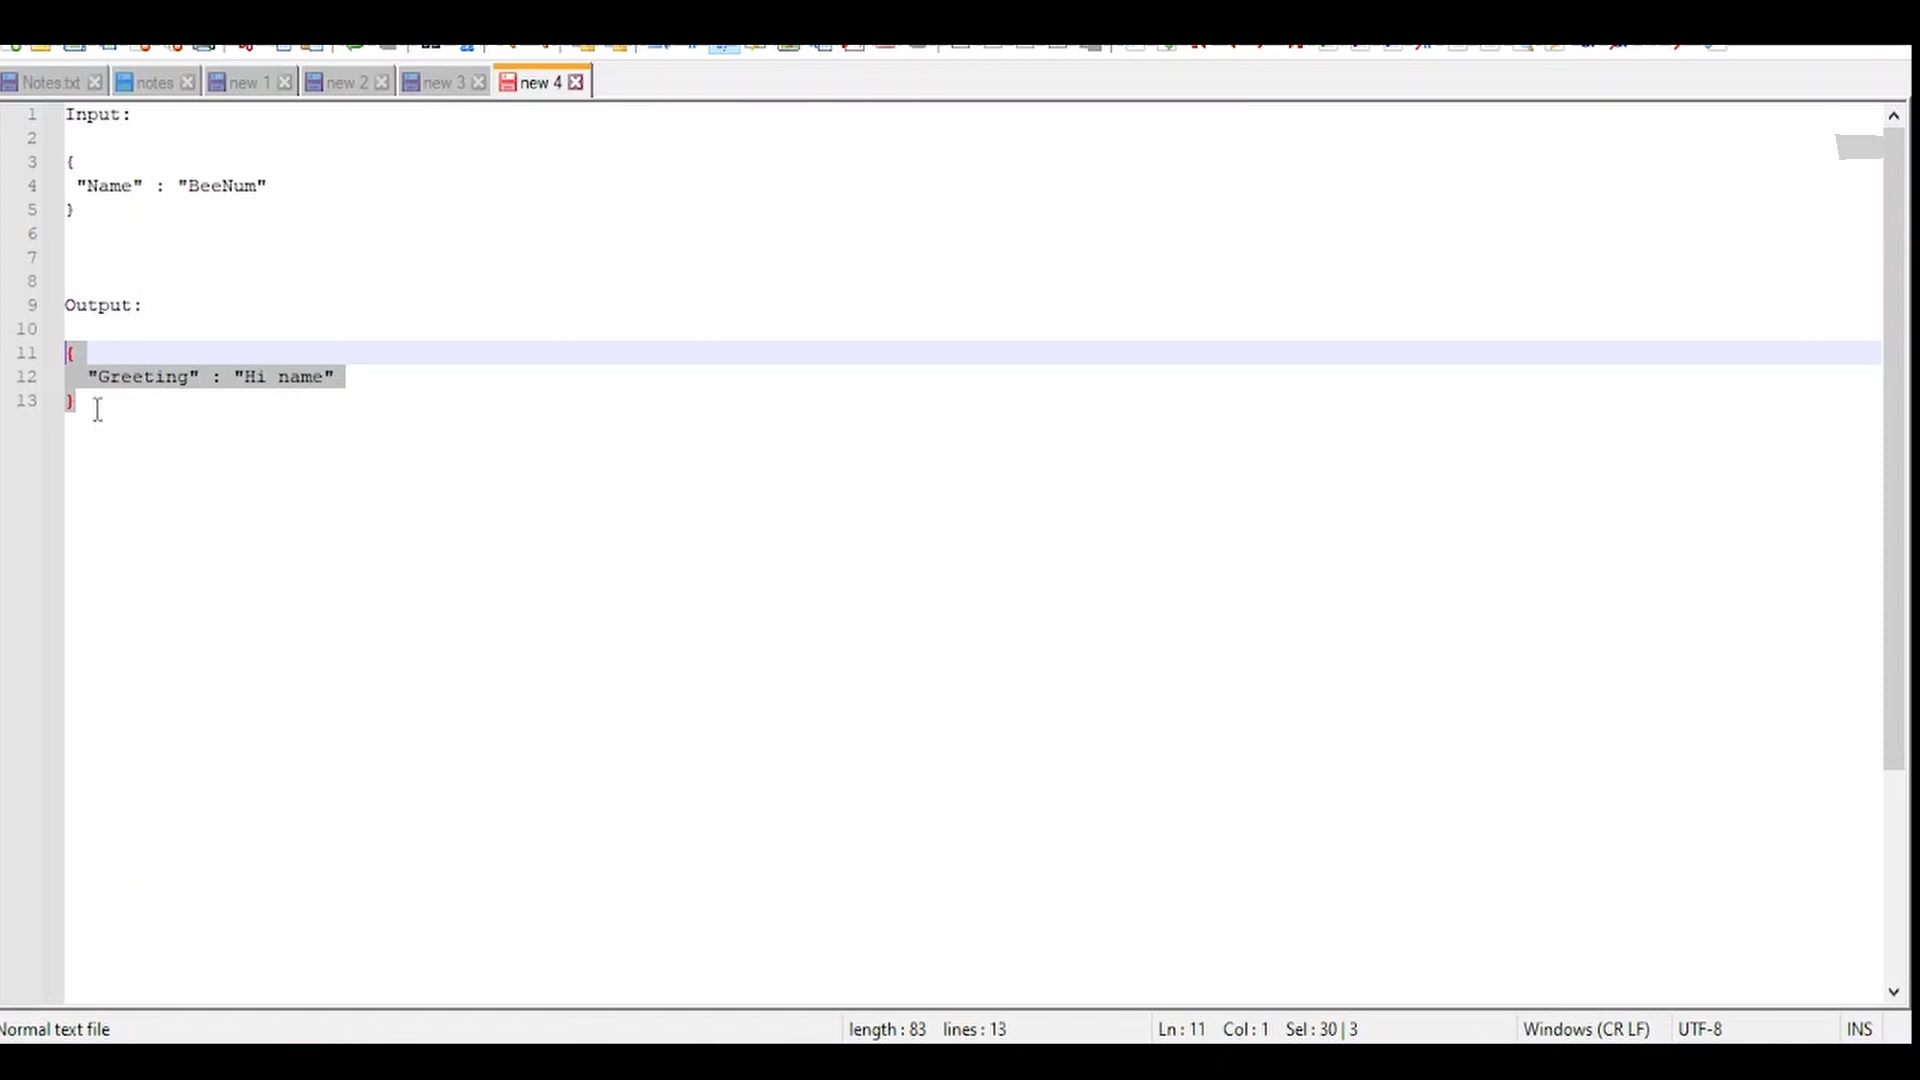 Notes.txt notes new 1 new 2 new 3 new 4
1 Input:
2
3 {
4 "Name" : "BeeNum"
5 }
6
7
8
9 Output:
10
11 {
12 "Greeting" : "Hi name"
13 }
Normal text file length : 83 lines : 13 Ln : 11 Col : 1 Sel : 30 | 3 Windows (CR LF) UTF-8 INS